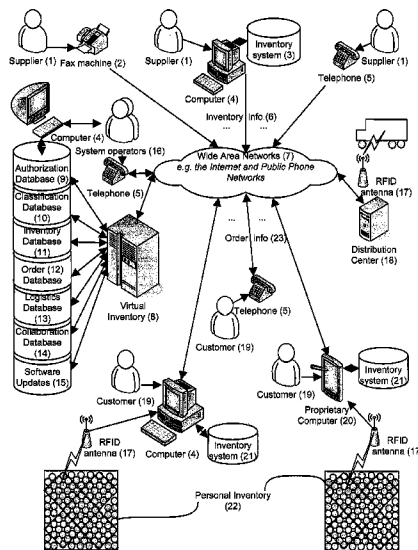 Supplier (1)
Fax machine (2)
Supplier (1)
Inventory
system
(3)
Computer (4)
Telephone (5)
Supplier (1)
Inventory Info (6)
... ...
Computer (4)
System operators (16)
Telephone (5)
Wide Area Networks (7)
e.g. the Internet and Public Phone
Networks
RFID
antenna (17)
Distribution
Center (18)
Authorization
Database (9)
Classification
Database
(10)
Inventory
Database
(11)
Order (12)
Database
Logistics
Database
(13)
Collaboration
Database
(14)
Software
Updates (15)
Virtual
Inventory (8)
... ...
Order Info (23)
Telephone (5)
Customer (19)
Customer (19)
Computer (4)
Inventory
system (21)
RFID
antenna (17)
Customer (19)
Proprietary
Computer (20)
Inventory
system (21)
RFID
antenna (17
Personal Inventory
(22)